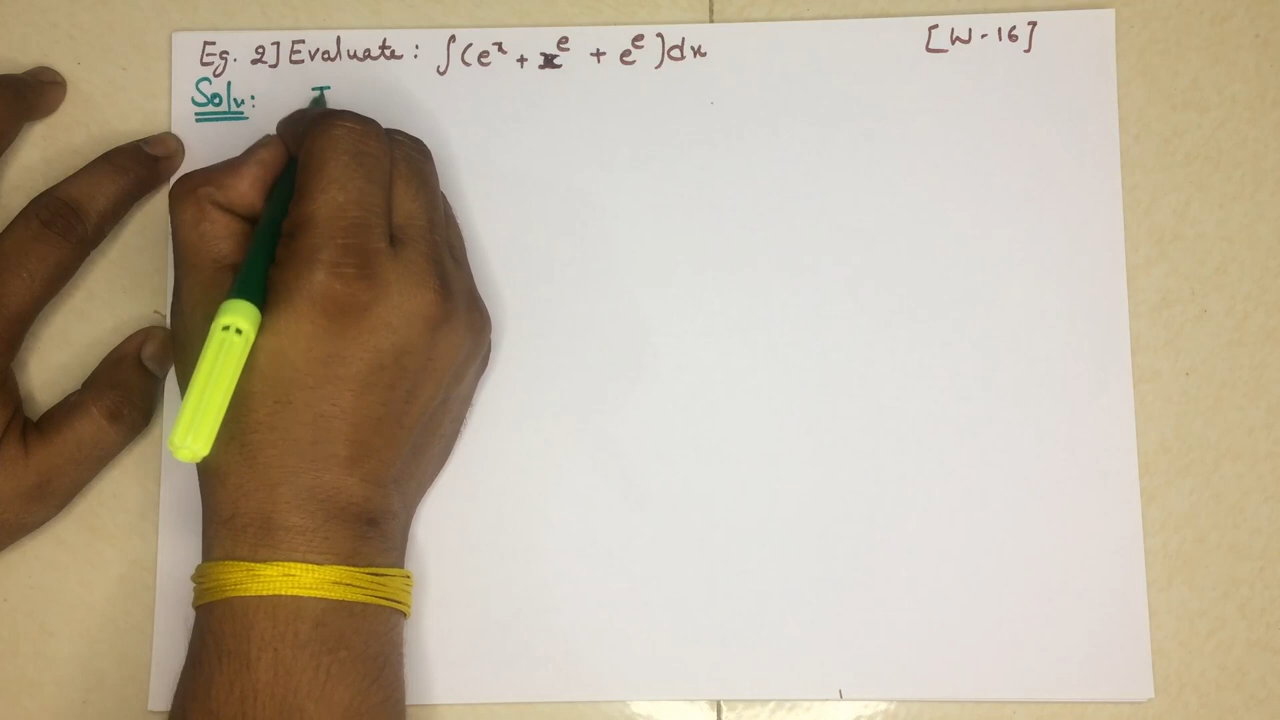 Eg. 2] Evaluate: ∫(eˣ + xᵉ + eᵉ)dx [W-16]
Soln:
I